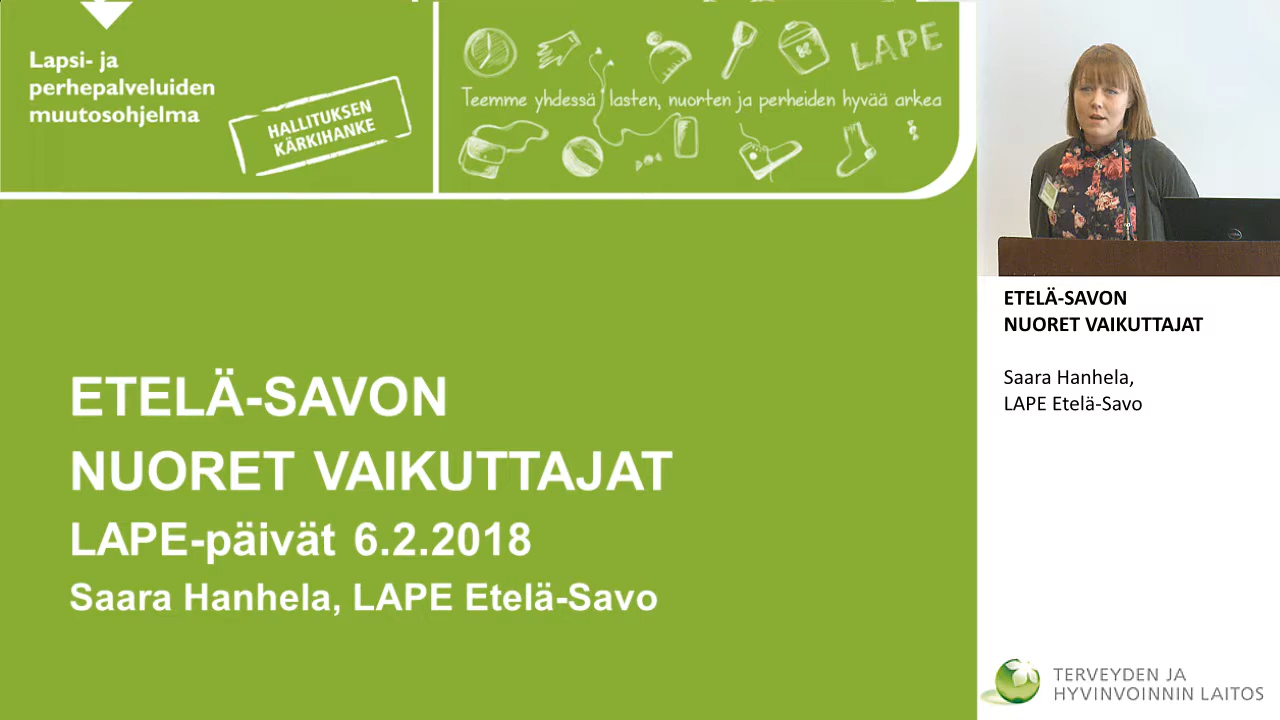 Lapsi- ja
perhepalveluiden
muutosohjelma
HALLITUKSEN
KÄRKIHANKE
LAPE
Teemme yhdessä lasten, nuorten ja perheiden hyvää arkea
ETELÄ-SAVON
NUORET VAIKUTTAJAT
LAPE-päivät 6.2.2018
Saara Hanhela, LAPE Etelä-Savo
ETELÄ-SAVON
NUORET VAIKUTTAJAT
Saara Hanhela,
LAPE Etelä-Savo
TERVEYDEN JA
HYVINVOINNIN LAITOS